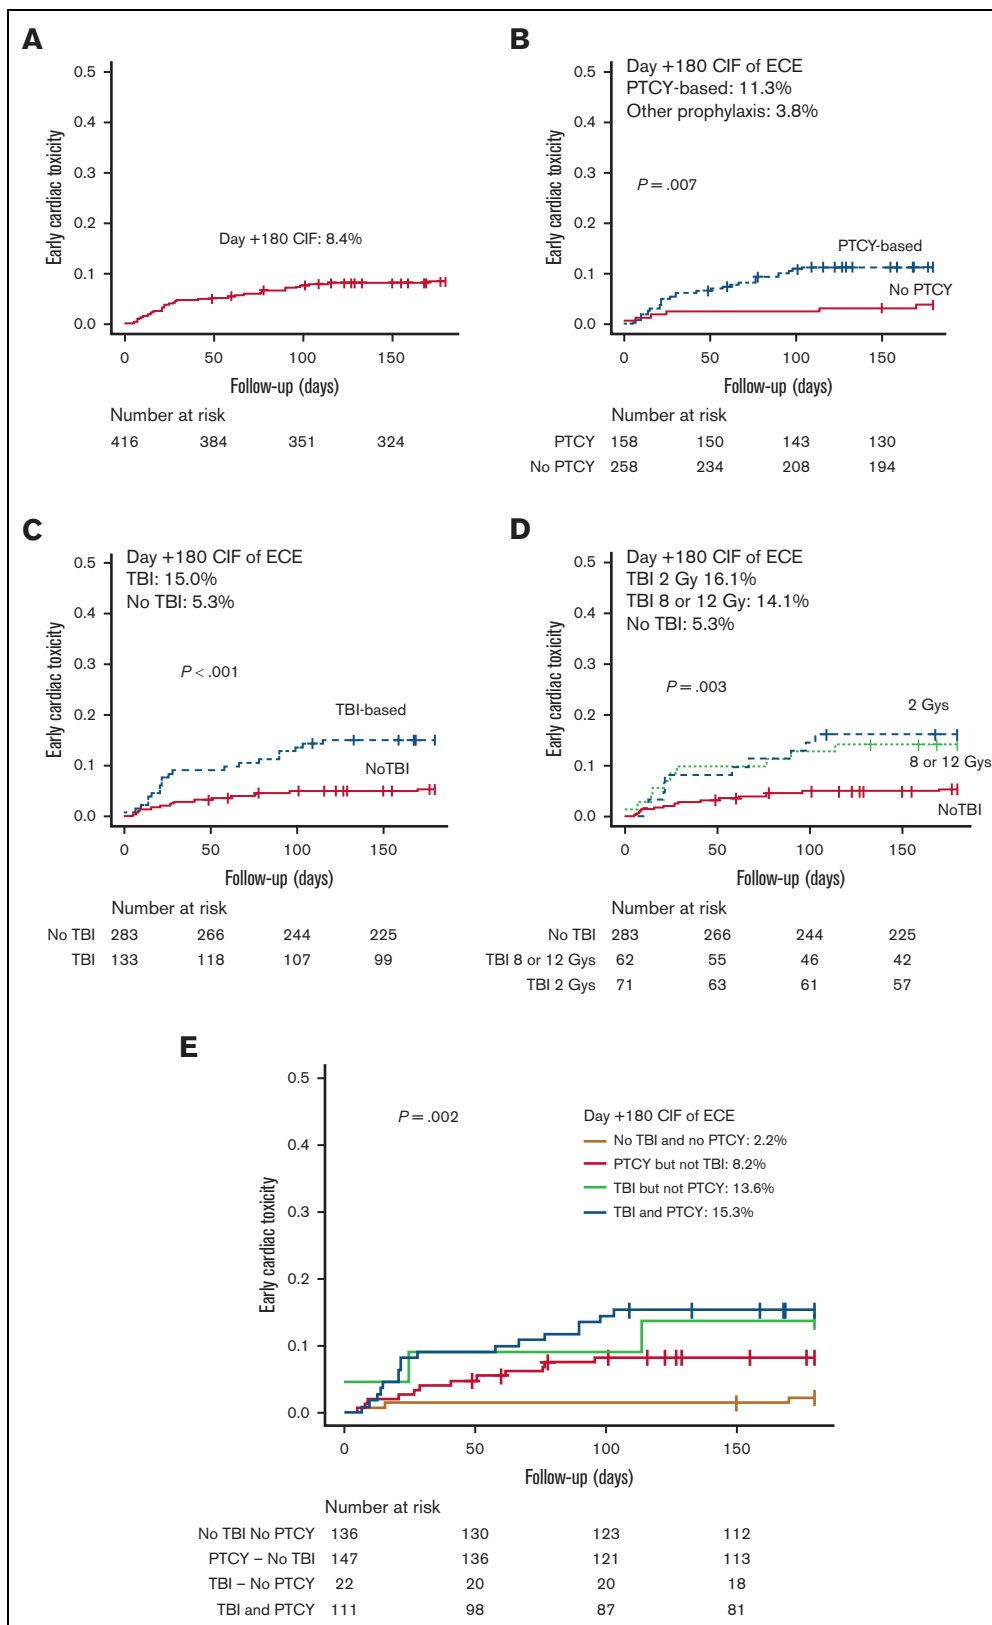 A
0.5
0.4
0.3
0.2
0.1
0.0
Early cardiac toxicity
Day +180 CIF: 8.4%
0 50 100 150
Follow-up (days)
Number at risk
416 384 351 324
B
Day +180 CIF of ECE
PTCY-based: 11.3%
Other prophylaxis: 3.8%
0.5
0.4
0.3
0.2
0.1
0.0
Early cardiac toxicity
P = .007
PTCY-based
No PTCY
0 50 100 150
Follow-up (days)
Number at risk
PTCY 158 150 143 130
No PTCY 258 234 208 194
C
Day +180 CIF of ECE
TBI: 15.0%
No TBI: 5.3%
0.5
0.4
0.3
0.2
0.1
0.0
Early cardiac toxicity
P < .001
TBI-based
NoTBI
0 50 100 150
Follow-up (days)
Number at risk
No TBI 283 266 244 225
TBI 133 118 107 99
D
Day +180 CIF of ECE
TBI 2 Gy 16.1%
TBI 8 or 12 Gy: 14.1%
No TBI: 5.3%
0.5
0.4
0.3
0.2
0.1
0.0
Early cardiac toxicity
P = .003
2 Gys
8 or 12 Gys
NoTBI
0 50 100 150
Follow-up (days)
Number at risk
No TBI 283 266 244 225
TBI 8 or 12 Gys 62 55 46 42
TBI 2 Gys 71 63 61 57
E
0.5
0.4
0.3
0.2
0.1
0.0
Early cardiac toxicity
P = .002
Day +180 CIF of ECE
No TBI and no PTCY: 2.2%
PTCY but not TBI: 8.2%
TBI but not PTCY: 13.6%
TBI and PTCY: 15.3%
0 50 100 150
Follow-up (days)
Number at risk
No TBI No PTCY 136 130 123 112
PTCY – No TBI 147 136 121 113
TBI – No PTCY 22 20 20 18
TBI and PTCY 111 98 87 81